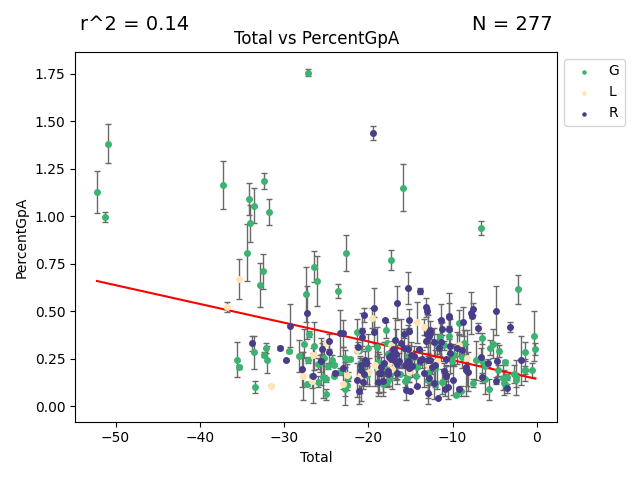 r^2 = 0.14
N = 277
Total vs PercentGpA
G
L
R
PercentGpA
1.75
1.50
1.25
1.00
0.75
0.50
0.25
0.00
−50
−40
−30
−20
−10
0
Total